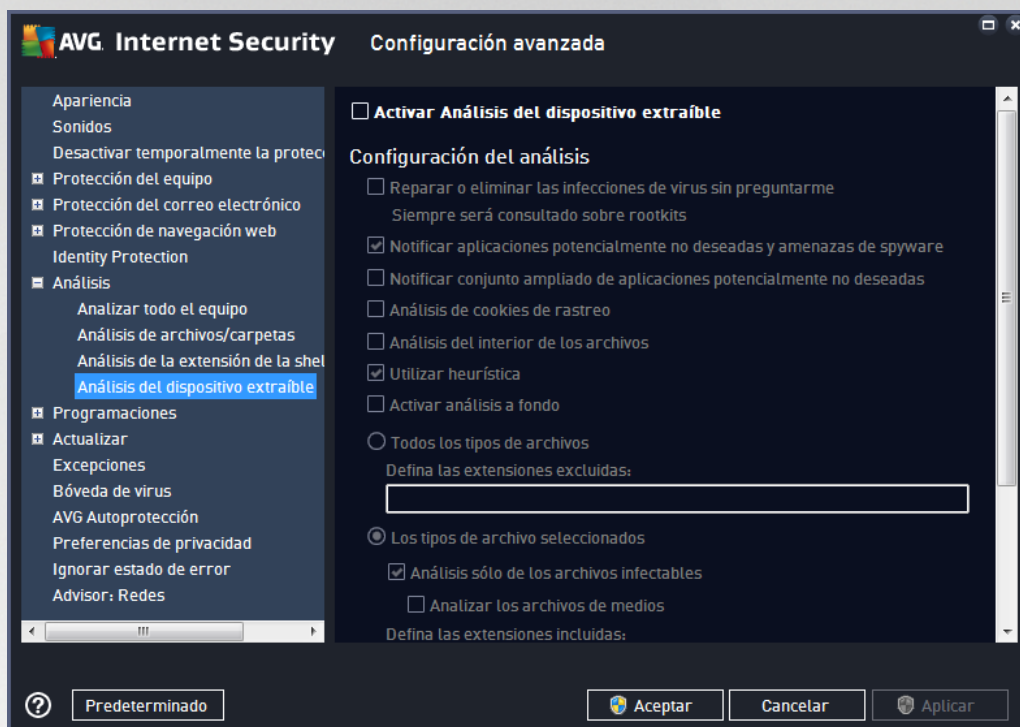 AVG. Internet Security Configuración avanzada
Apariencia
Sonidos
Desactivar temporalmente la protec
Protección del equipo
Protección del correo electrónico
Protección de navegación web
Identity Protection
Análisis
Analizar todo el equipo
Análisis de archivos/carpetas
Análisis de la extensión de la shel
Análisis del dispositivo extraíble
Programaciones
Actualizar
Excepciones
Bóveda de virus
AVG Autoprotección
Preferencias de privacidad
Ignorar estado de error
Advisor: Redes
Activar Análisis del dispositivo extraíble
Configuración del análisis
Reparar o eliminar las infecciones de virus sin preguntarme
Siempre será consultado sobre rootkits
Notificar aplicaciones potencialmente no deseadas y amenazas de spyware
Notificar conjunto ampliado de aplicaciones potencialmente no deseadas
Análisis de cookies de rastreo
Análisis del interior de los archivos
Utilizar heurística
Activar análisis a fondo
Todos los tipos de archivos
Defina las extensiones excluidas:
Los tipos de archivo seleccionados
Análisis sólo de los archivos infectables
Analizar los archivos de medios
Defina las extensiones incluidas:
Predeterminado
Aceptar
Cancelar
Aplicar